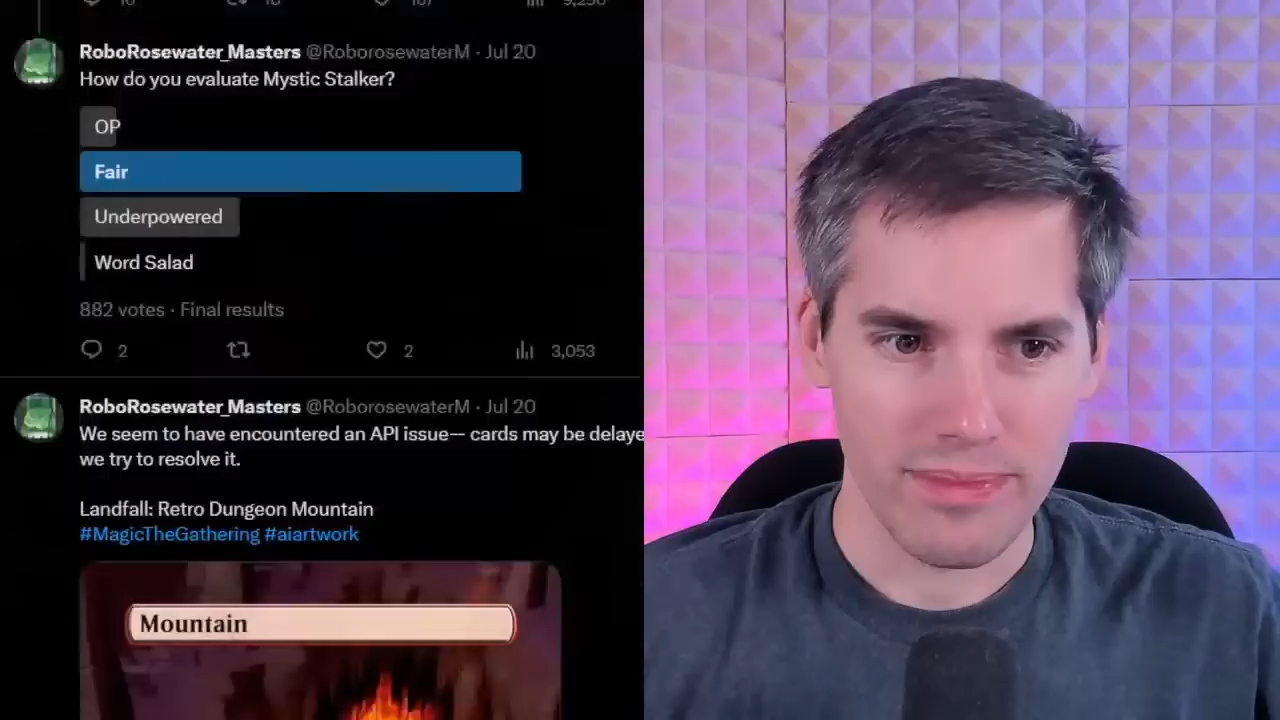 RoboRosewater_Masters @RoborosewaterM · Jul 20
How do you evaluate Mystic Stalker?
OP
Fair
Underpowered
Word Salad
882 votes · Final results
2 2 3,053
RoboRosewater_Masters @RoborosewaterM · Jul 20
We seem to have encountered an API issue— cards may be delaye
we try to resolve it.
Landfall: Retro Dungeon Mountain
#MagicTheGathering #aiartwork
Mountain